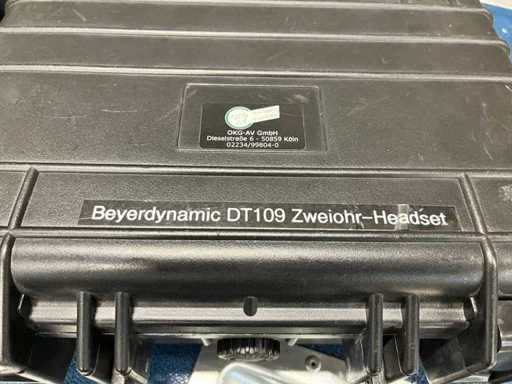 OKG-AV GmbH
Dieselstraße 6 - 50859 Köln
02234/99804-0
Beyerdynamic DT109 Zweiohr-Headset